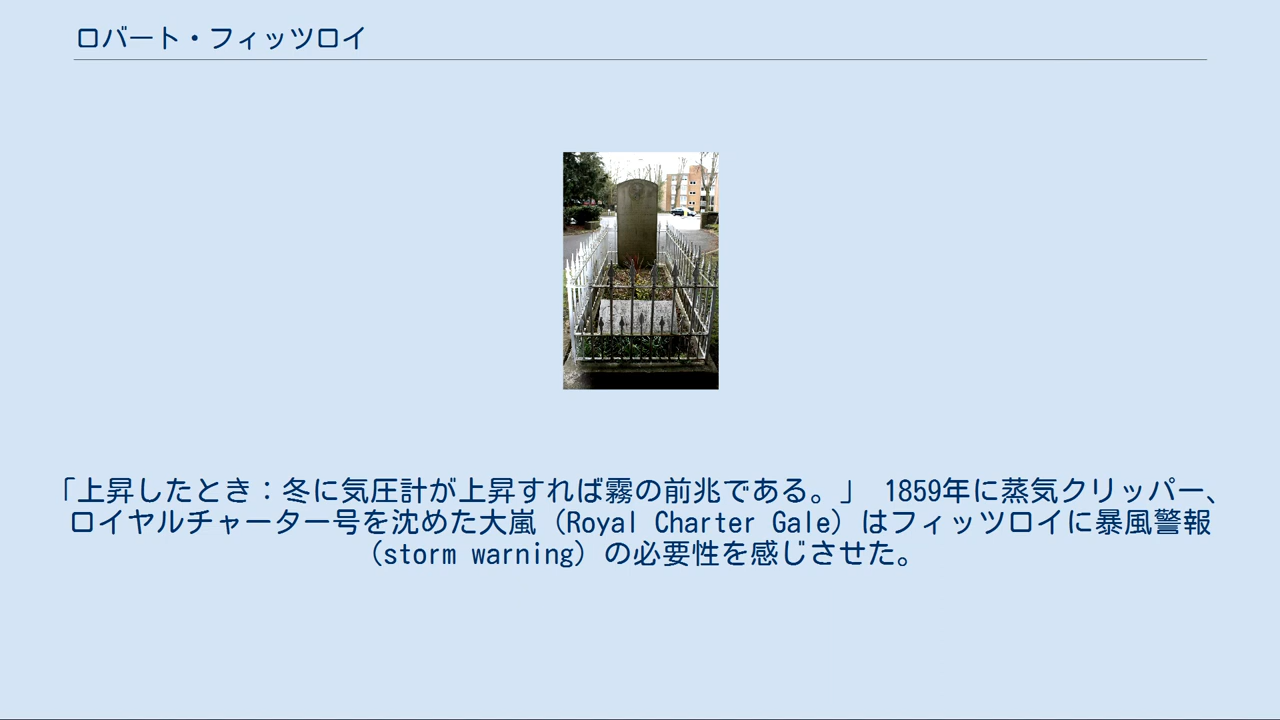 ロバート・フィッツロイ
「上昇したとき：冬に気圧計が上昇すれば霧の前兆である。」 1859年に蒸気クリッパー、
ロイヤルチャーター号を沈めた大嵐（Royal Charter Gale）はフィッツロイに暴風警報
（storm warning）の必要性を感じさせた。